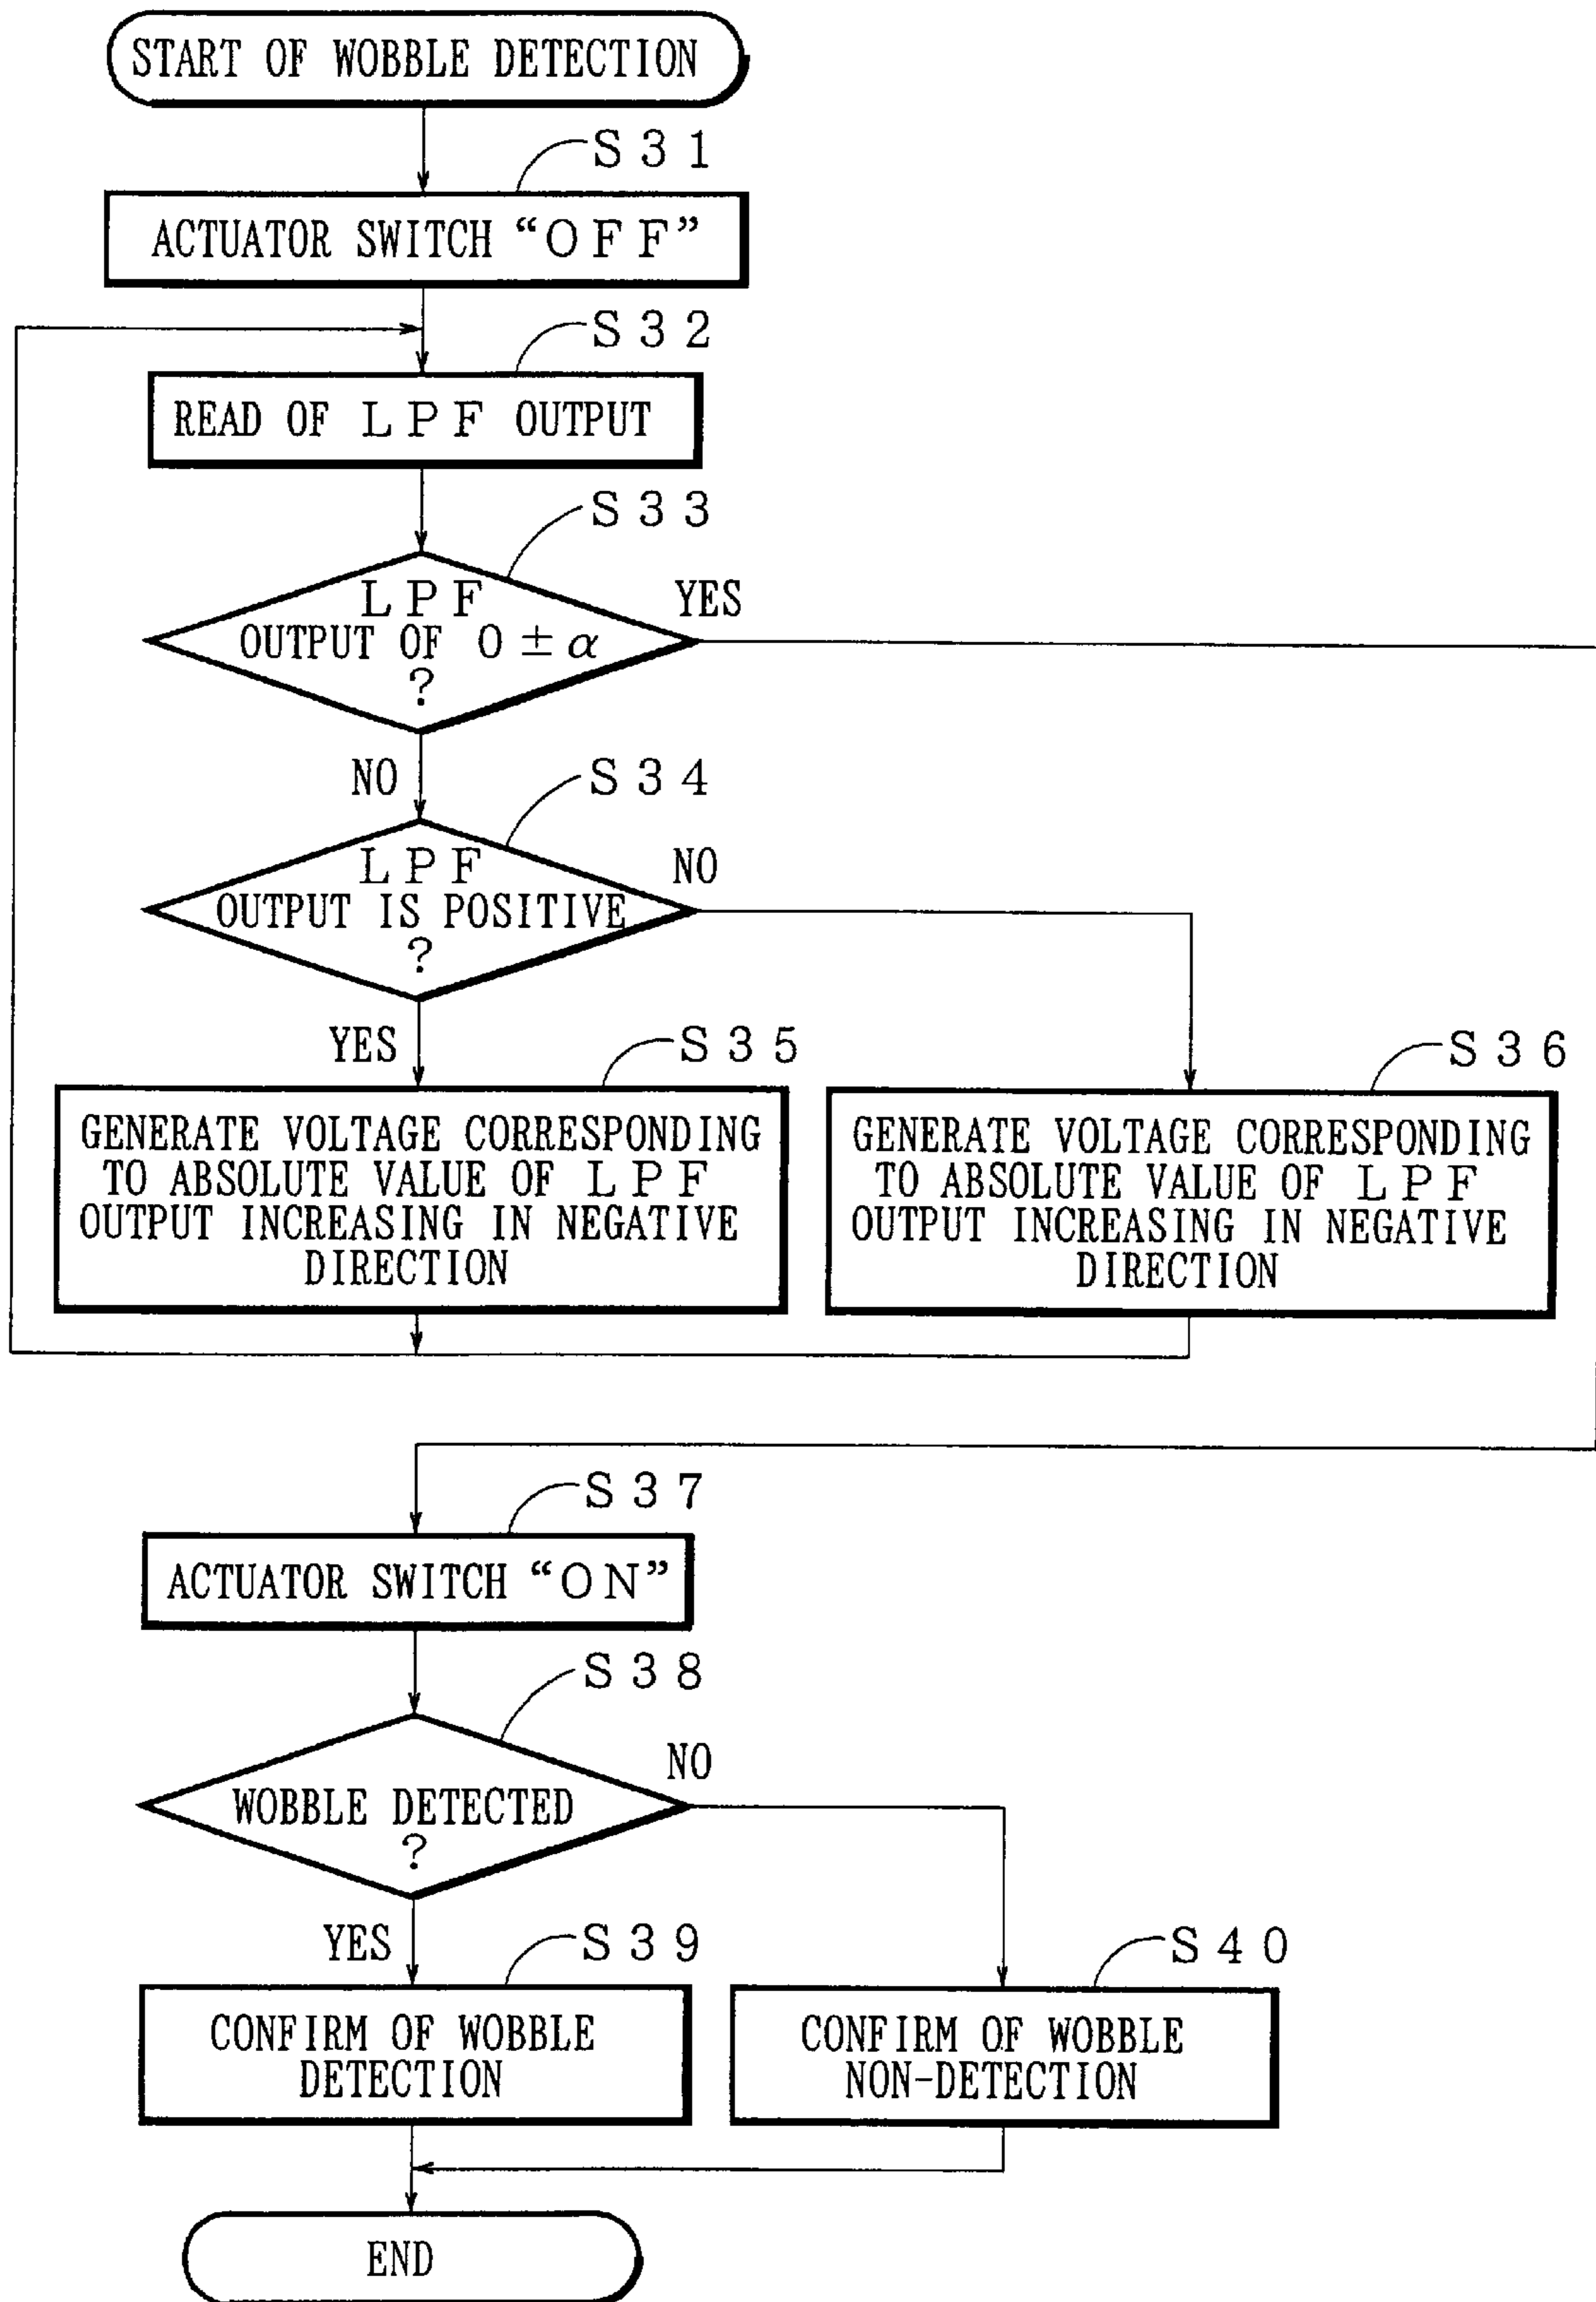 START OF WOBBLE DETECTION
S31
ACTUATOR SWITCH “OFF”
S32
READ OF LPF OUTPUT
S33
LPF
OUTPUT OF 0 ± α
?
YES
NO
S34
LPF
OUTPUT IS POSITIVE
?
NO
YES
S35
GENERATE VOLTAGE CORRESPONDING
TO ABSOLUTE VALUE OF LPF
OUTPUT INCREASING IN NEGATIVE
DIRECTION
S36
GENERATE VOLTAGE CORRESPONDING
TO ABSOLUTE VALUE OF LPF
OUTPUT INCREASING IN NEGATIVE
DIRECTION
S37
ACTUATOR SWITCH “ON”
S38
WOBBLE DETECTED
?
NO
YES
S39
CONFIRM OF WOBBLE
DETECTION
S40
CONFIRM OF WOBBLE
NON-DETECTION
END